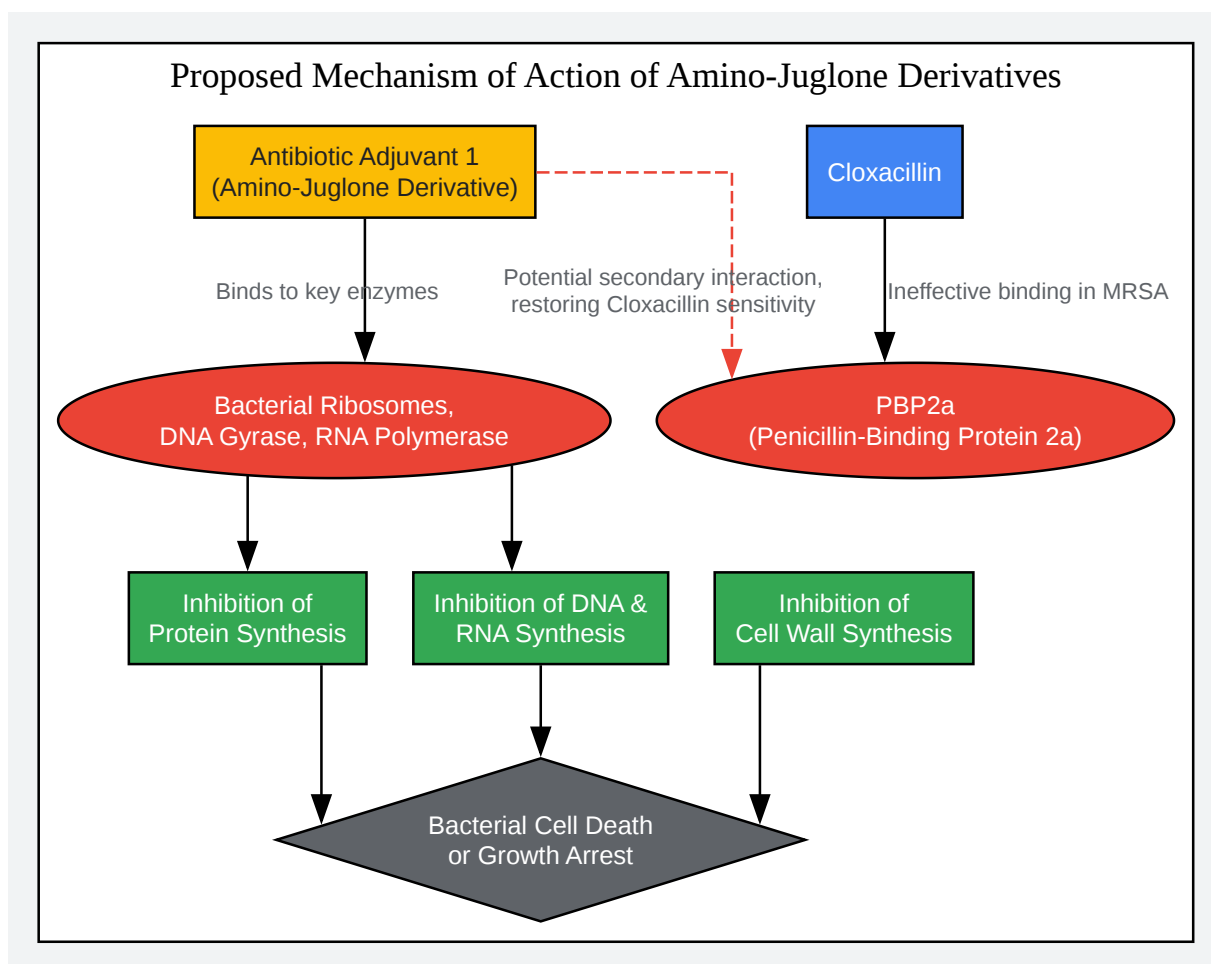 Proposed Mechanism of Action of Amino-Juglone Derivatives
Antibiotic Adjuvant 1
(Amino-Juglone Derivative)
Cloxacillin
Binds to key enzymes
Potential secondary interaction,
restoring Cloxacillin sensitivity
Ineffective binding in MRSA
Bacterial Ribosomes,
DNA Gyrase, RNA Polymerase
PBP2a
(Penicillin-Binding Protein 2a)
Inhibition of
Protein Synthesis
Inhibition of DNA &
RNA Synthesis
Inhibition of
Cell Wall Synthesis
Bacterial Cell Death
or Growth Arrest